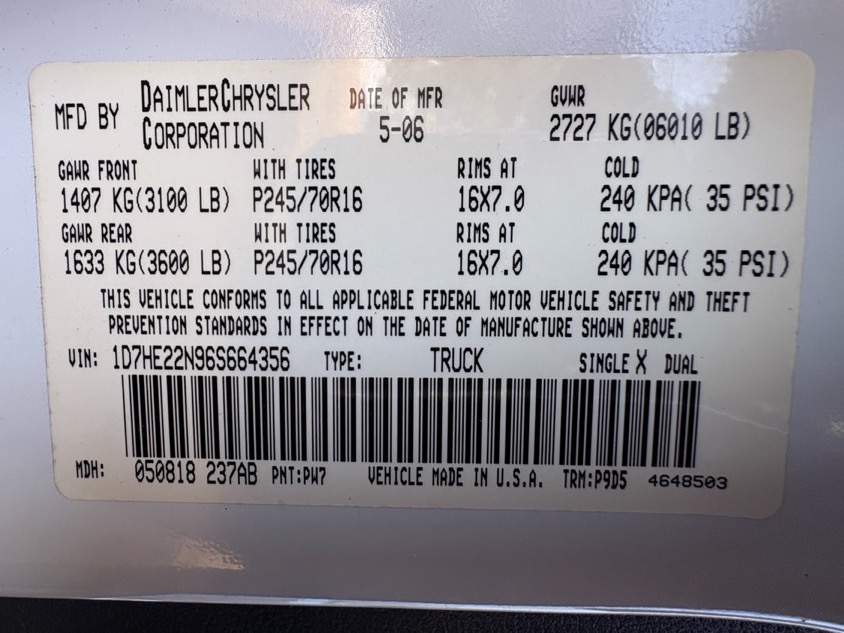 MFD BY DAIMLERCHRYSLER CORPORATION DATE OF MFR 5-06 GVWR 2727 KG(06010 LB)
GAWR FRONT WITH TIRES RIMS AT COLD
1407 KG(3100 LB) P245/70R16 16X7.0 240 KPA( 35 PSI)
GAWR REAR WITH TIRES RIMS AT COLD
1633 KG(3600 LB) P245/70R16 16X7.0 240 KPA( 35 PSI)
THIS VEHICLE CONFORMS TO ALL APPLICABLE FEDERAL MOTOR VEHICLE SAFETY AND THEFT
PREVENTION STANDARDS IN EFFECT ON THE DATE OF MANUFACTURE SHOWN ABOVE.
VIN: 1D7HE22N96S664356 TYPE: TRUCK SINGLE X DUAL
MDH: 050818 237AB PNT:PW7 VEHICLE MADE IN U.S.A. TRM:P9D5 4648503